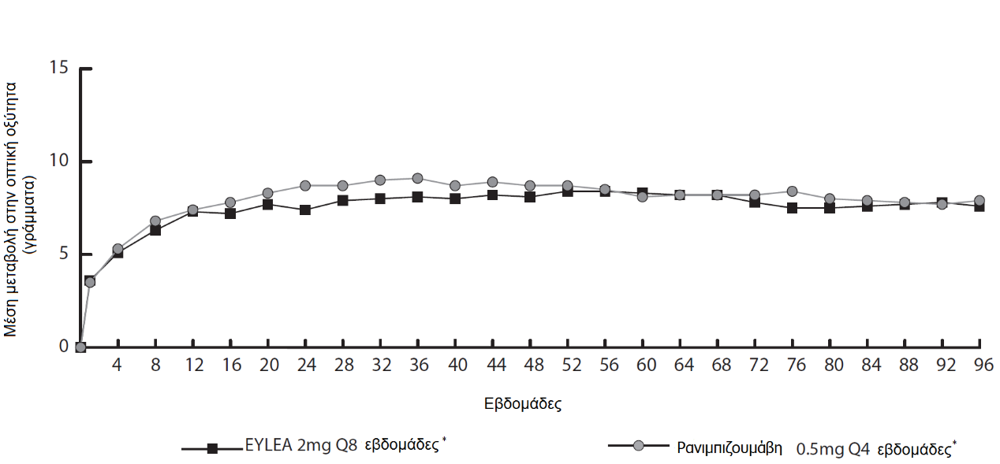 15
10
5
0
Μέση μεταβολή στην οπτική οξύτητα
(γράμματα)
4 8 12 16 20 24 28 32 36 40 44 48 52 56 60 64 68 72 76 80 84 88 92 96
Εβδομάδες
EYLEA 2mg Q8 εβδομάδες*
Ρανιμπιζουμάβη 0.5mg Q4 εβδομάδες*